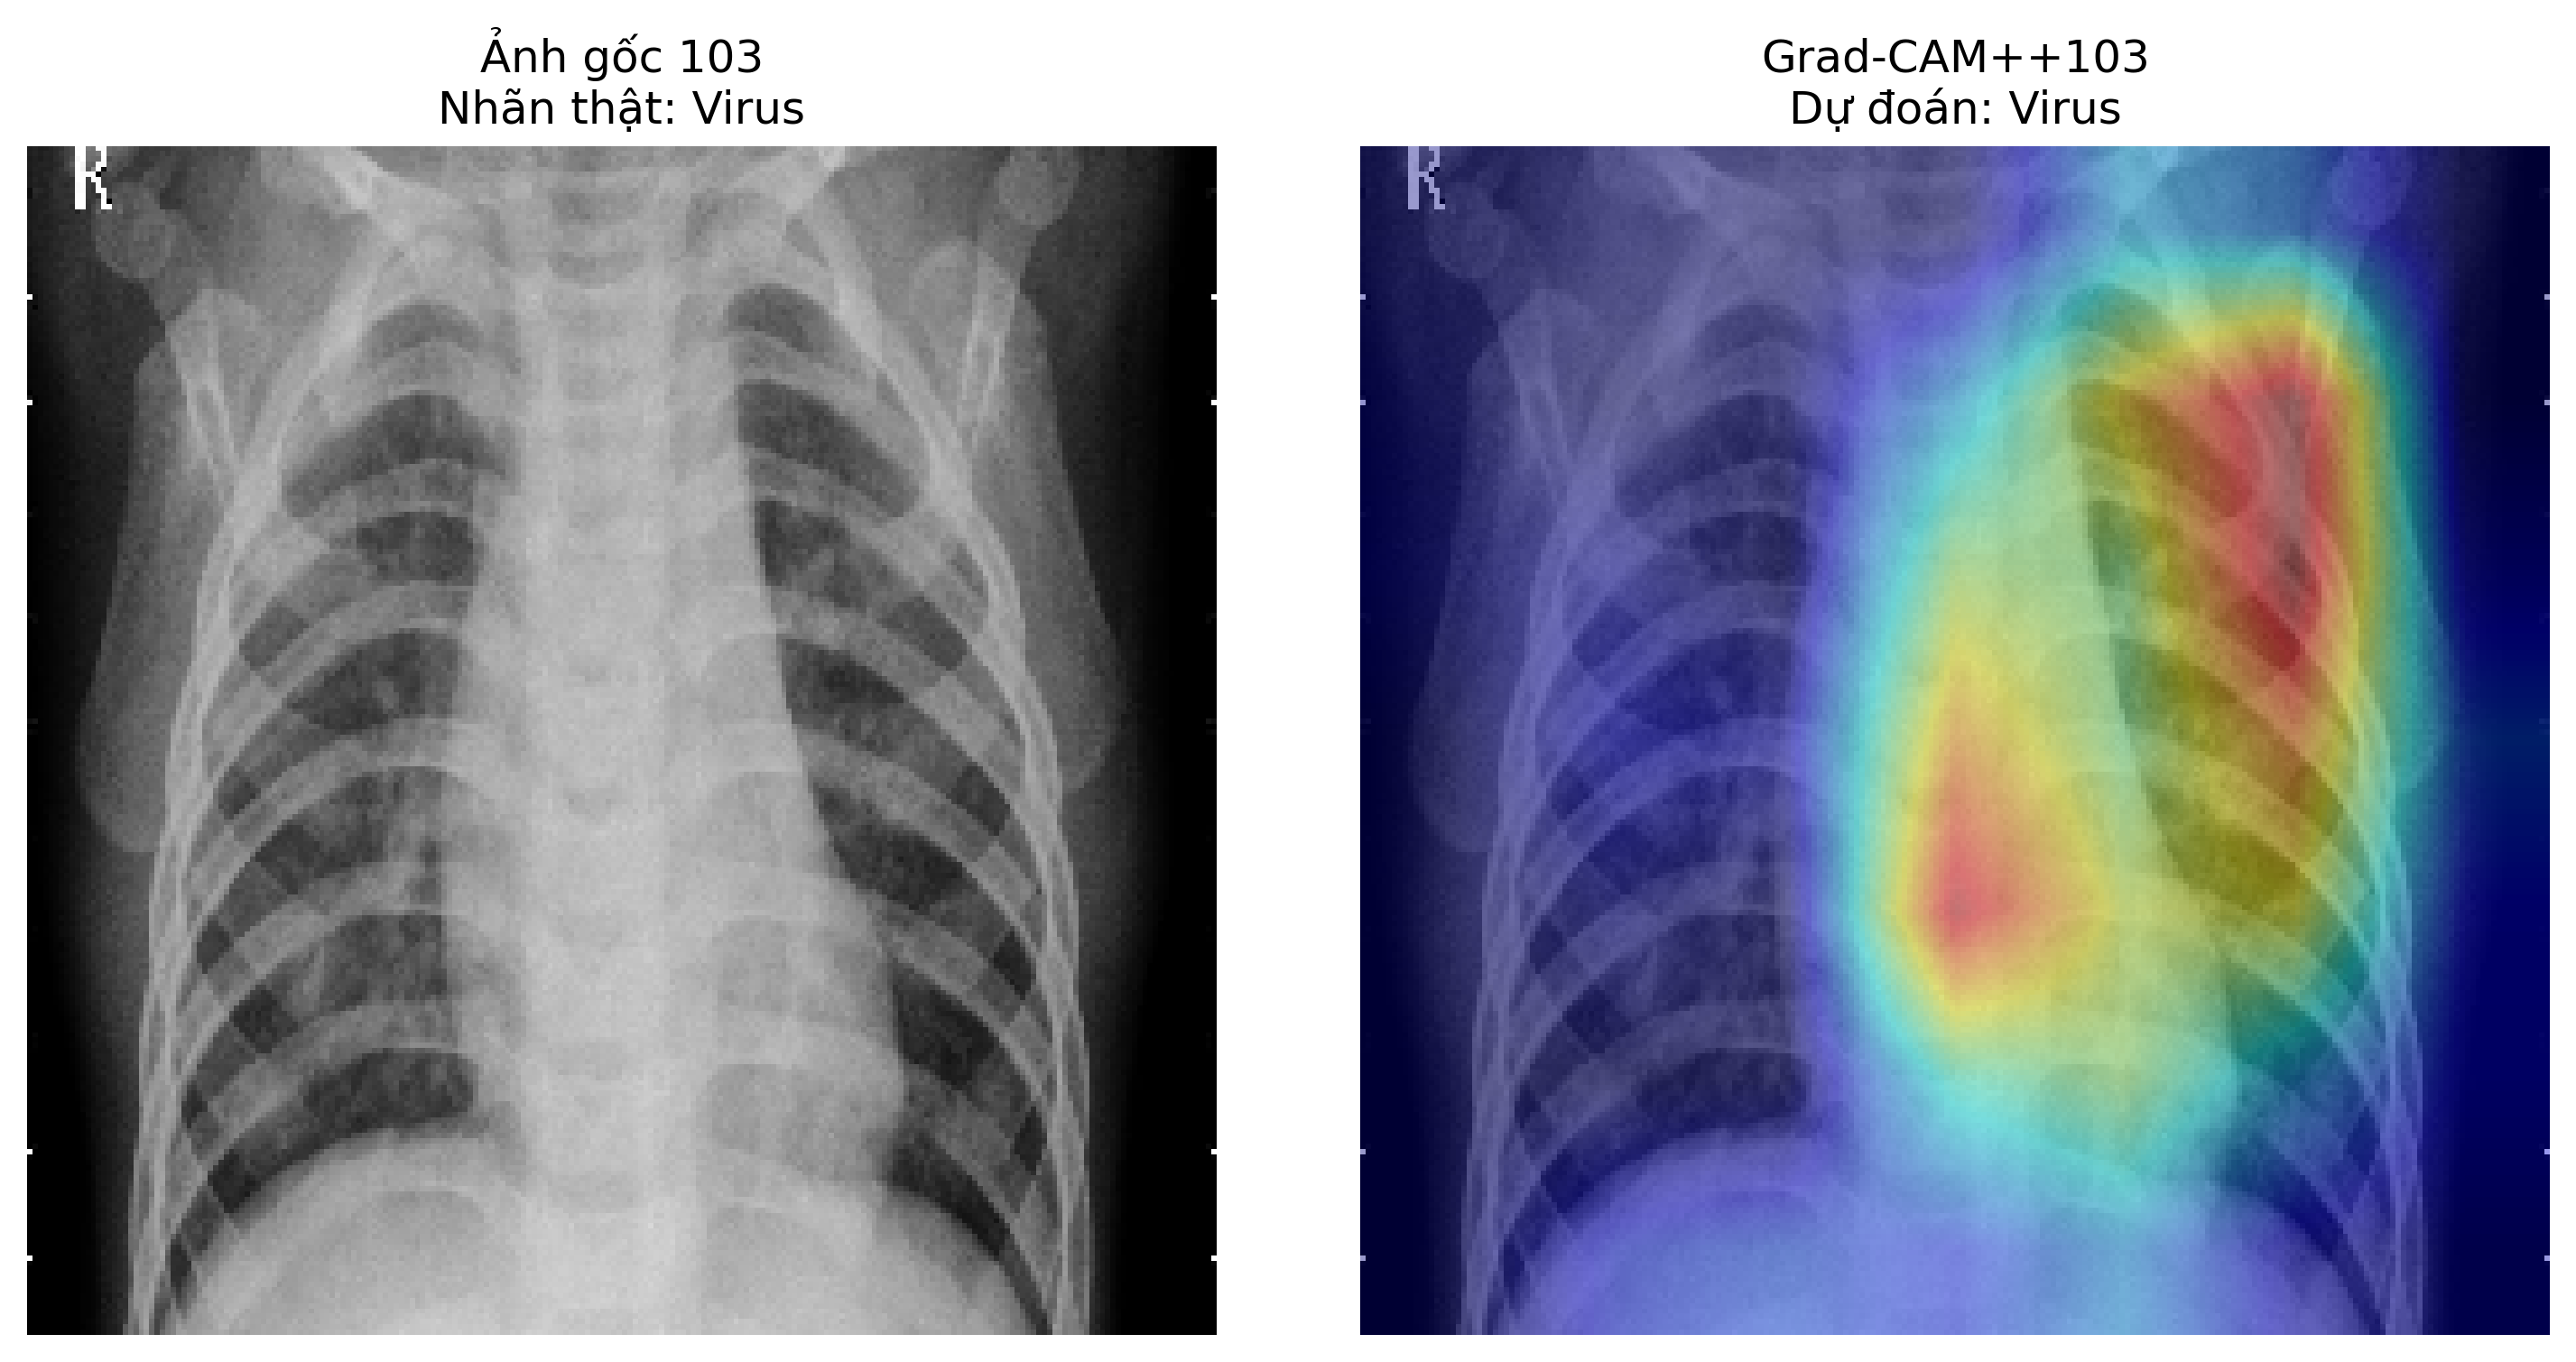 Ảnh gốc 103
Nhãn thật: Virus
Grad-CAM++103
Dự đoán: Virus
R
R